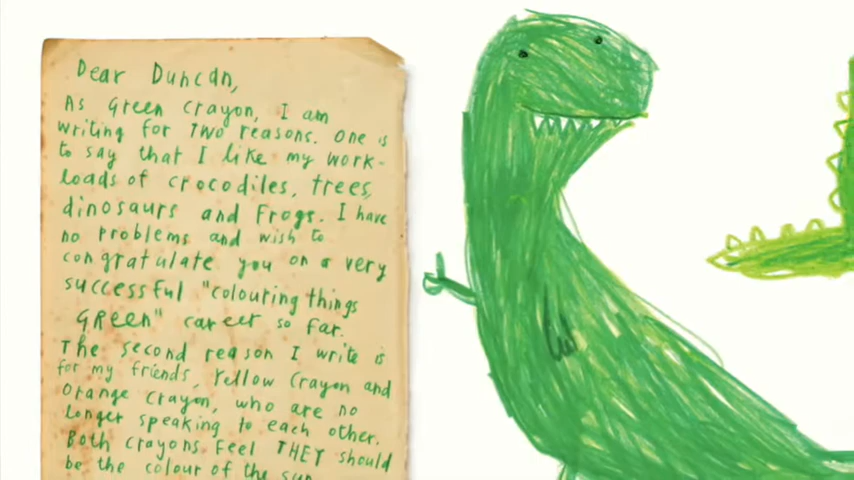 Dear Duncan,
As Green crayon, I am
writing for TWO reasons. One is
to say that I like my work-
loads of crocodiles, trees,
dinosaurs and Frogs. I have
no problems and wish to
congratulate you on a very
successful "colouring things
GREEN" career so far.
The second reason I write is
for my friends, Yellow Crayon and
Orange Crayon, who are no
longer speaking to each other.
Both crayons feel THEY should
be the colour of the sun